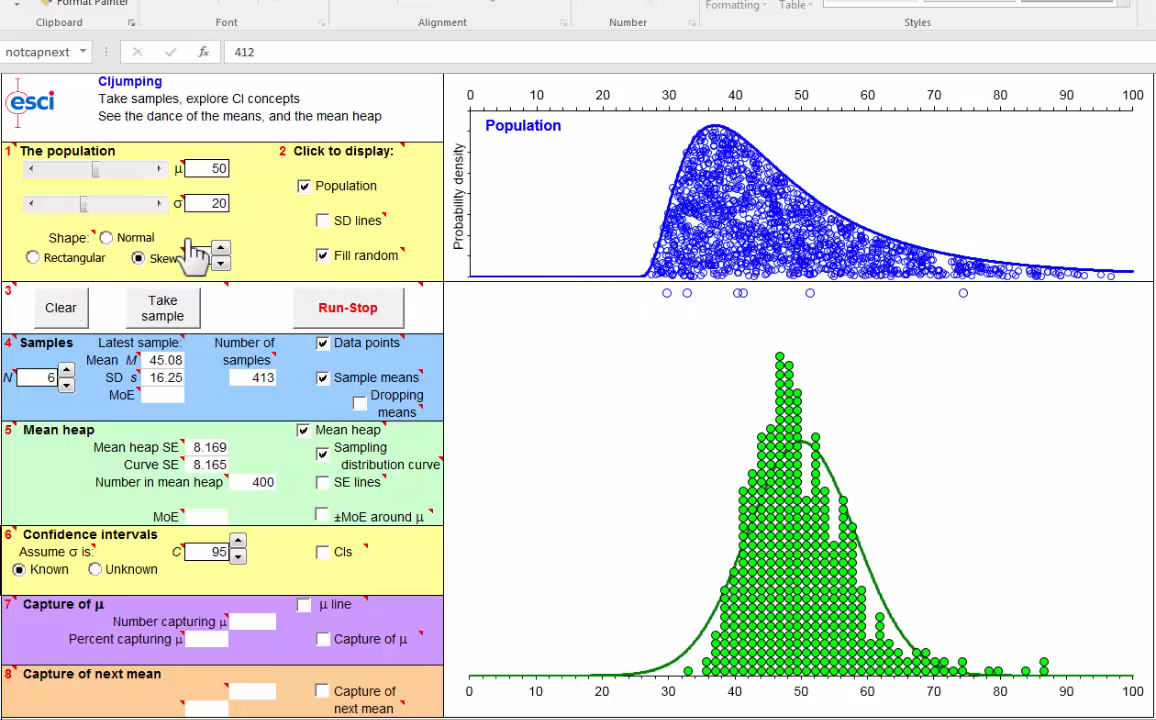 Format Painter
Formatting Table
Clipboard Font Alignment Number Styles
notcapnext fx 412
esci
CIjumping
Take samples, explore CI concepts
See the dance of the means, and the mean heap
1 The population
μ 50
σ 20
Shape: Normal
Rectangular Skew
2 Click to display:
Population
SD lines
Fill random
3
Clear Take sample Run-Stop
4 Samples Latest sample: Number of samples
Mean M 45.08
N 6 SD s 16.25 413
MoE
Data points
Sample means
Dropping means
5 Mean heap
Mean heap SE 8.169
Curve SE 8.165
Number in mean heap 400
MoE
Mean heap
Sampling distribution curve
SE lines
±MoE around μ
6 Confidence intervals
Assume σ is: C 95 CIs
Known Unknown
7 Capture of μ μ line
Number capturing μ
Percent capturing μ Capture of μ
8 Capture of next mean
Capture of next mean
0 10 20 30 40 50 60 70 80 90 100
Population
Probability density
0 10 20 30 40 50 60 70 80 90 100